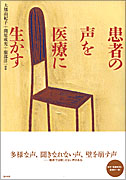 患者の
声を
医療に
生かす
大熊由紀子
開原成允
服部洋一
編著
多様な声、聞きなれない声、壁を崩す声